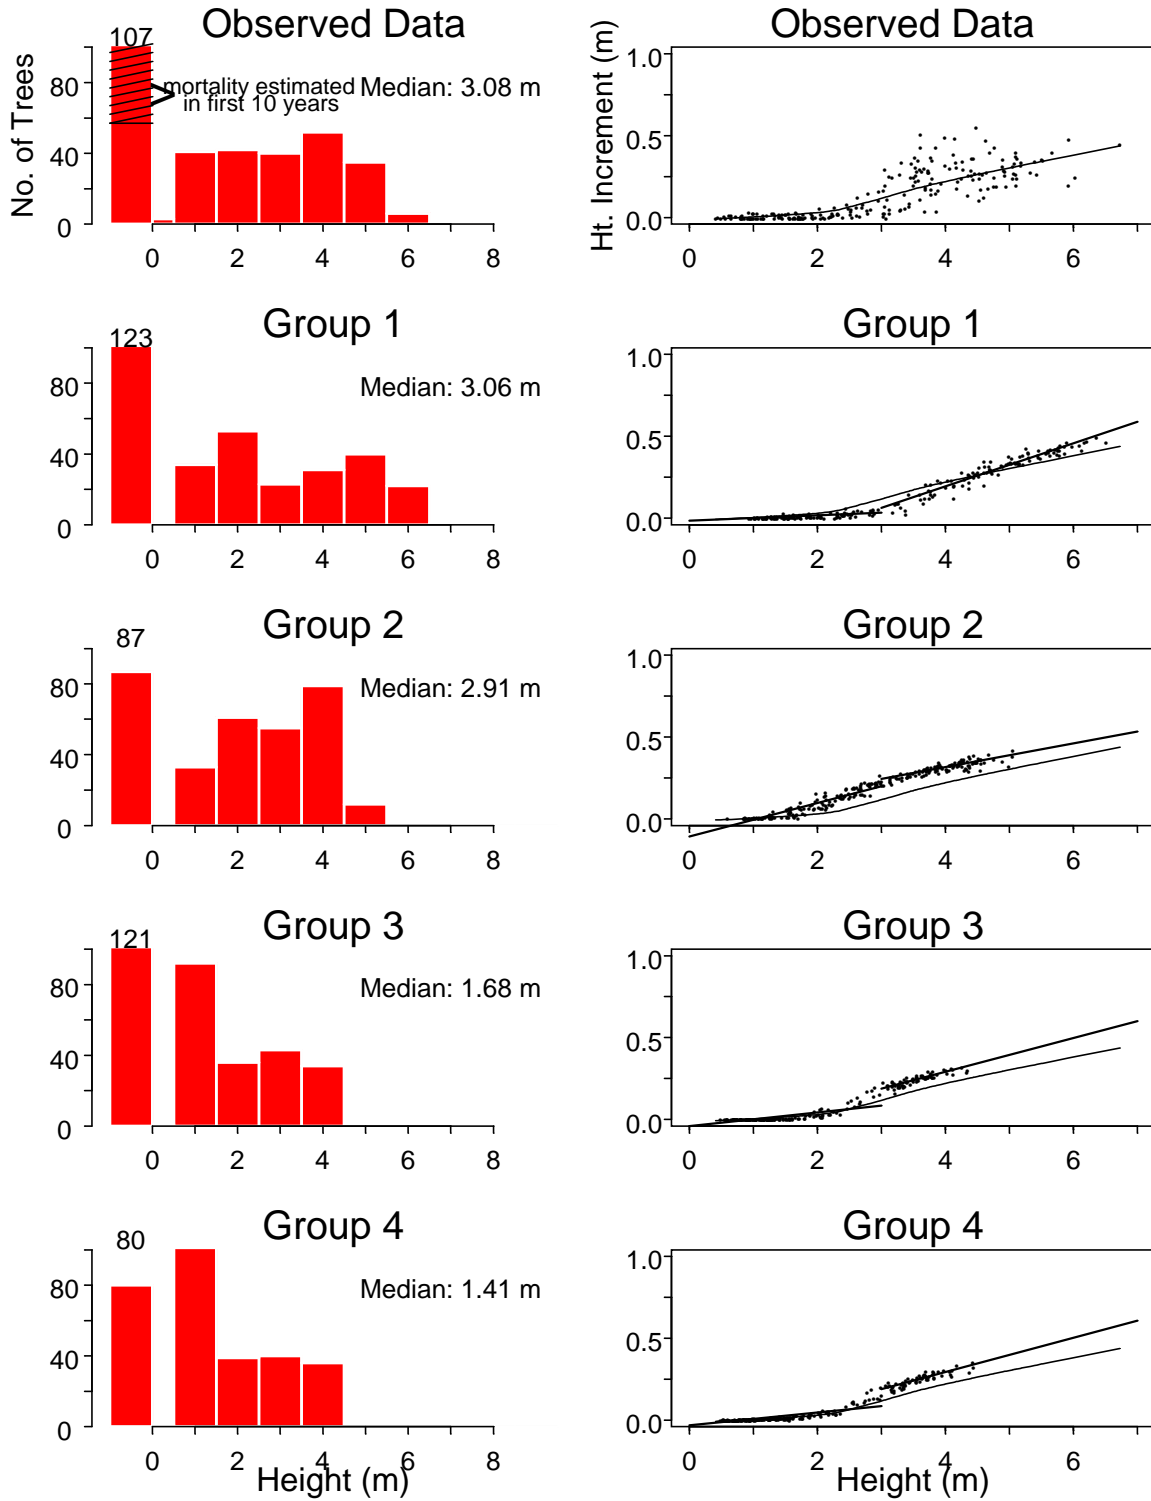 Observed Data
107
mortality estimated
in first 10 years
Median: 3.08 m
No. of Trees
80
40
0
0 2 4 6 8
Observed Data
Ht. Increment (m)
1.0
0.5
0.0
0 2 4 6
Group 1
123
Median: 3.06 m
80
40
0
0 2 4 6 8
Group 1
1.0
0.5
0.0
0 2 4 6
Group 2
87
Median: 2.91 m
80
40
0
0 2 4 6 8
Group 2
1.0
0.5
0.0
0 2 4 6
Group 3
121
Median: 1.68 m
80
40
0
0 2 4 6 8
Group 3
1.0
0.5
0.0
0 2 4 6
Group 4
80
Median: 1.41 m
80
40
0
0 2 4 6 8
Height (m)
Group 4
1.0
0.5
0.0
0 2 4 6
Height (m)